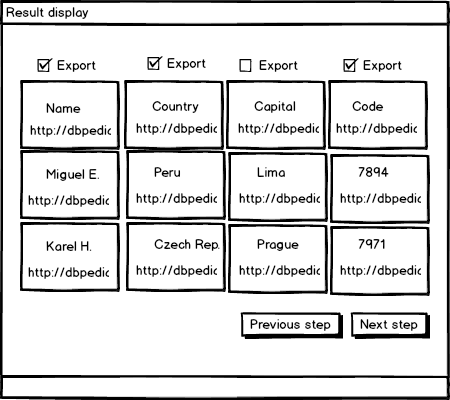 Result display
Export Export Export Export
Name Country Capital Code
http://dbpedic http://dbpedic http://dbpedic http://dbpedic
Miguel E. Peru Lima 7894
http://dbpedic http://dbpedic http://dbpedic http://dbpedic
Karel H. Czech Rep. Prague 7971
http://dbpedic http://dbpedic http://dbpedic http://dbpedic
Previous step Next step